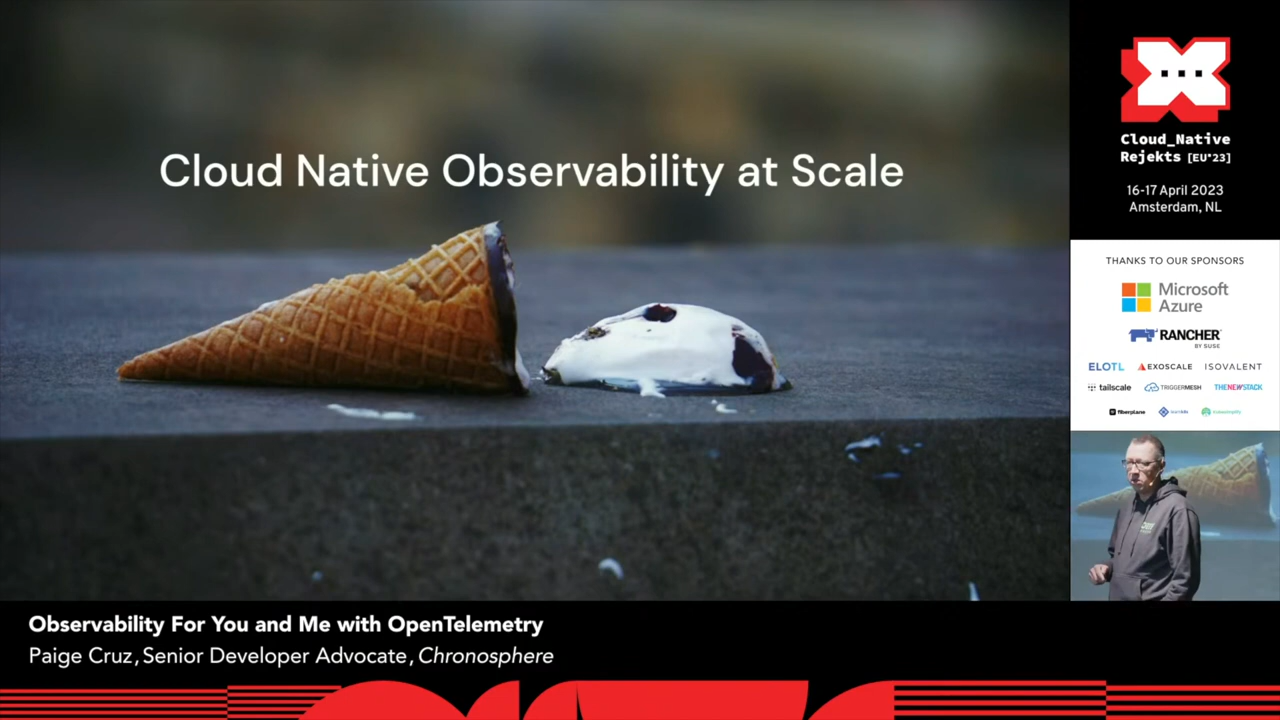 Cloud Native Observability at Scale
Cloud_Native
Rejekts [EU'23]
16-17 April 2023
Amsterdam, NL
THANKS TO OUR SPONSORS
Microsoft
Azure
RANCHER
BY SUSE
ELOTL EXOSCALE ISOVALENT
tailscale TRIGGERMESH THENEWSTACK
fiberplane
Observability For You and Me with OpenTelemetry
Paige Cruz, Senior Developer Advocate, Chronosphere